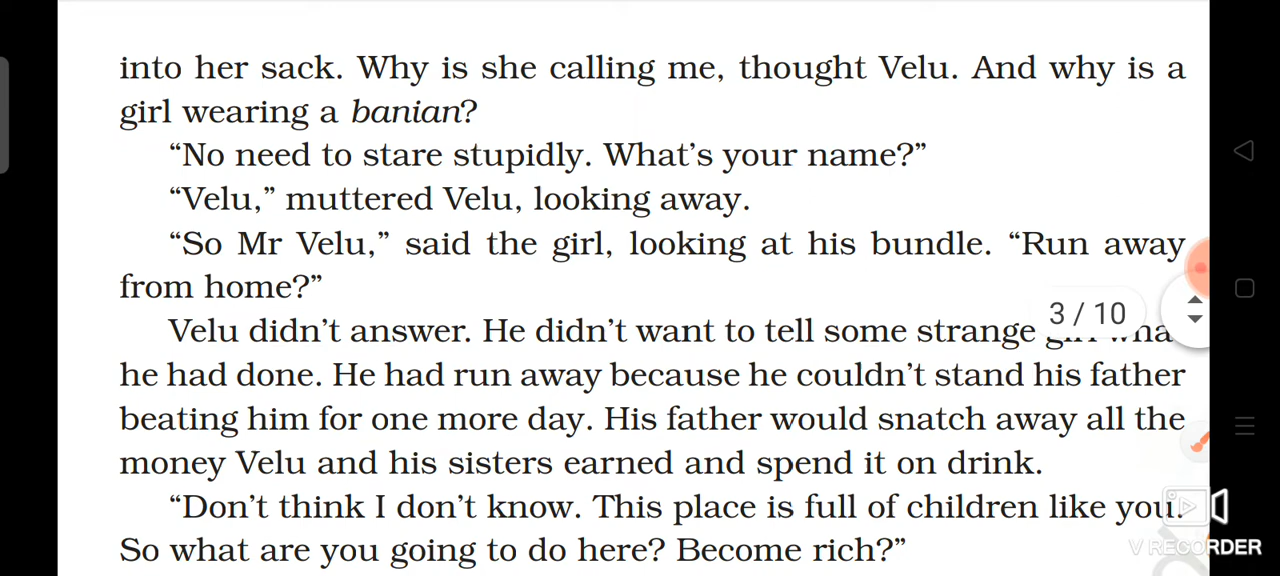 into her sack. Why is she calling me, thought Velu. And why is a
girl wearing a banian?
“No need to stare stupidly. What’s your name?”
“Velu,” muttered Velu, looking away.
“So Mr Velu,” said the girl, looking at his bundle. “Run away
from home?”
3 / 10
Velu didn’t answer. He didn’t want to tell some strange
he had done. He had run away because he couldn’t stand his father
beating him for one more day. His father would snatch away all the
money Velu and his sisters earned and spend it on drink.
“Don’t think I don’t know. This place is full of children like you.
So what are you going to do here? Become rich?”
V RECORDER